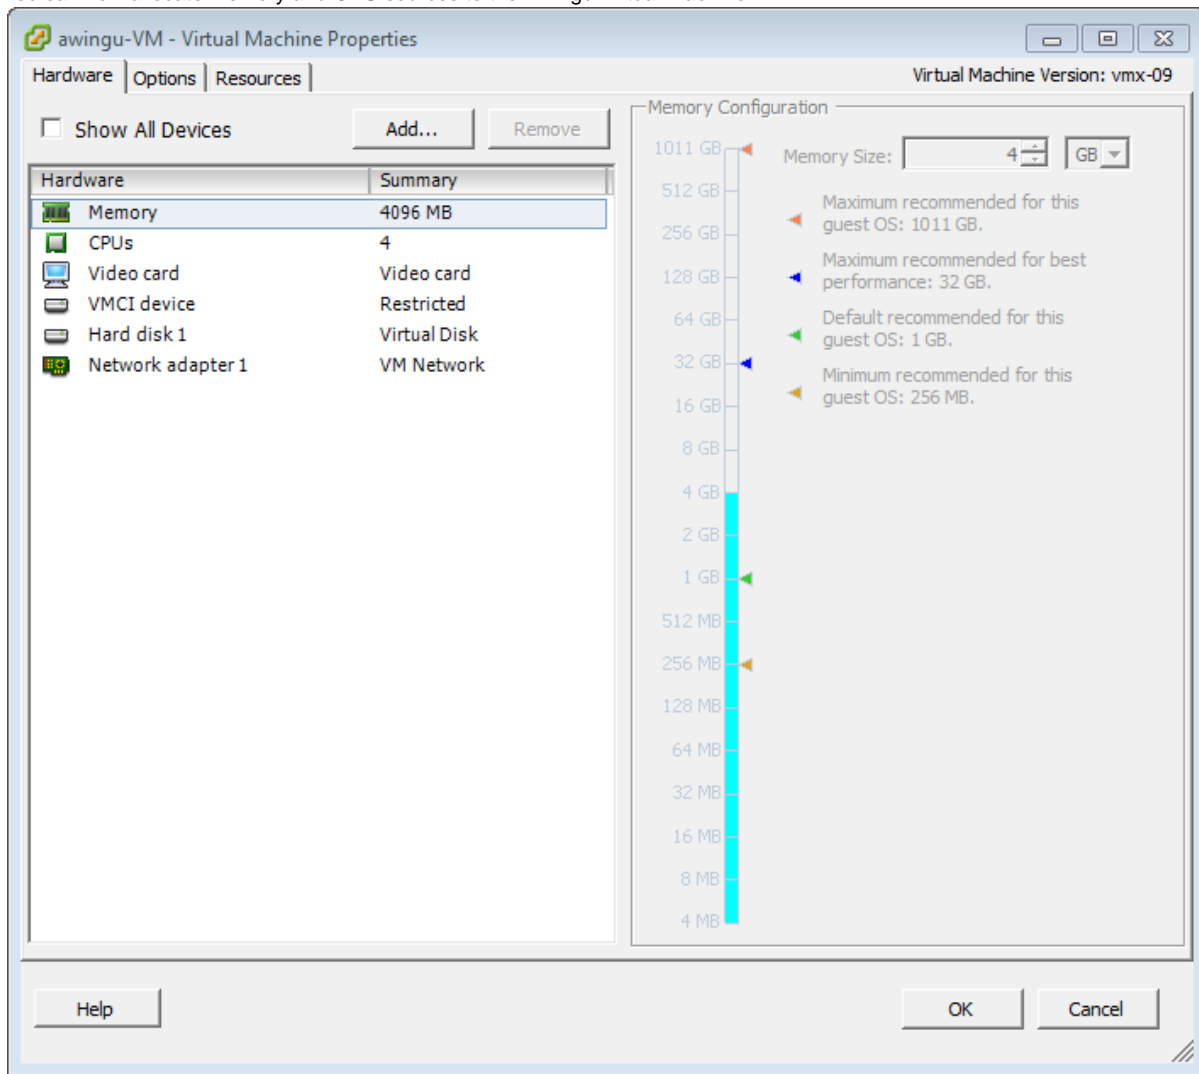 awingu-VM - Virtual Machine Properties
Hardware Options Resources Virtual Machine Version: vmx-09
Show All Devices Add... Remove
Hardware Summary
Memory 4096 MB
CPUs 4
Video card Video card
VMCI device Restricted
Hard disk 1 Virtual Disk
Network adapter 1 VM Network
Memory Configuration
1011 GB
512 GB
256 GB
128 GB
64 GB
32 GB
16 GB
8 GB
4 GB
2 GB
1 GB
512 MB
256 MB
128 MB
64 MB
32 MB
16 MB
8 MB
4 MB
Memory Size: 4 GB
Maximum recommended for this
guest OS: 1011 GB.
Maximum recommended for best
performance: 32 GB.
Default recommended for this
guest OS: 1 GB.
Minimum recommended for this
guest OS: 256 MB.
Help OK Cancel